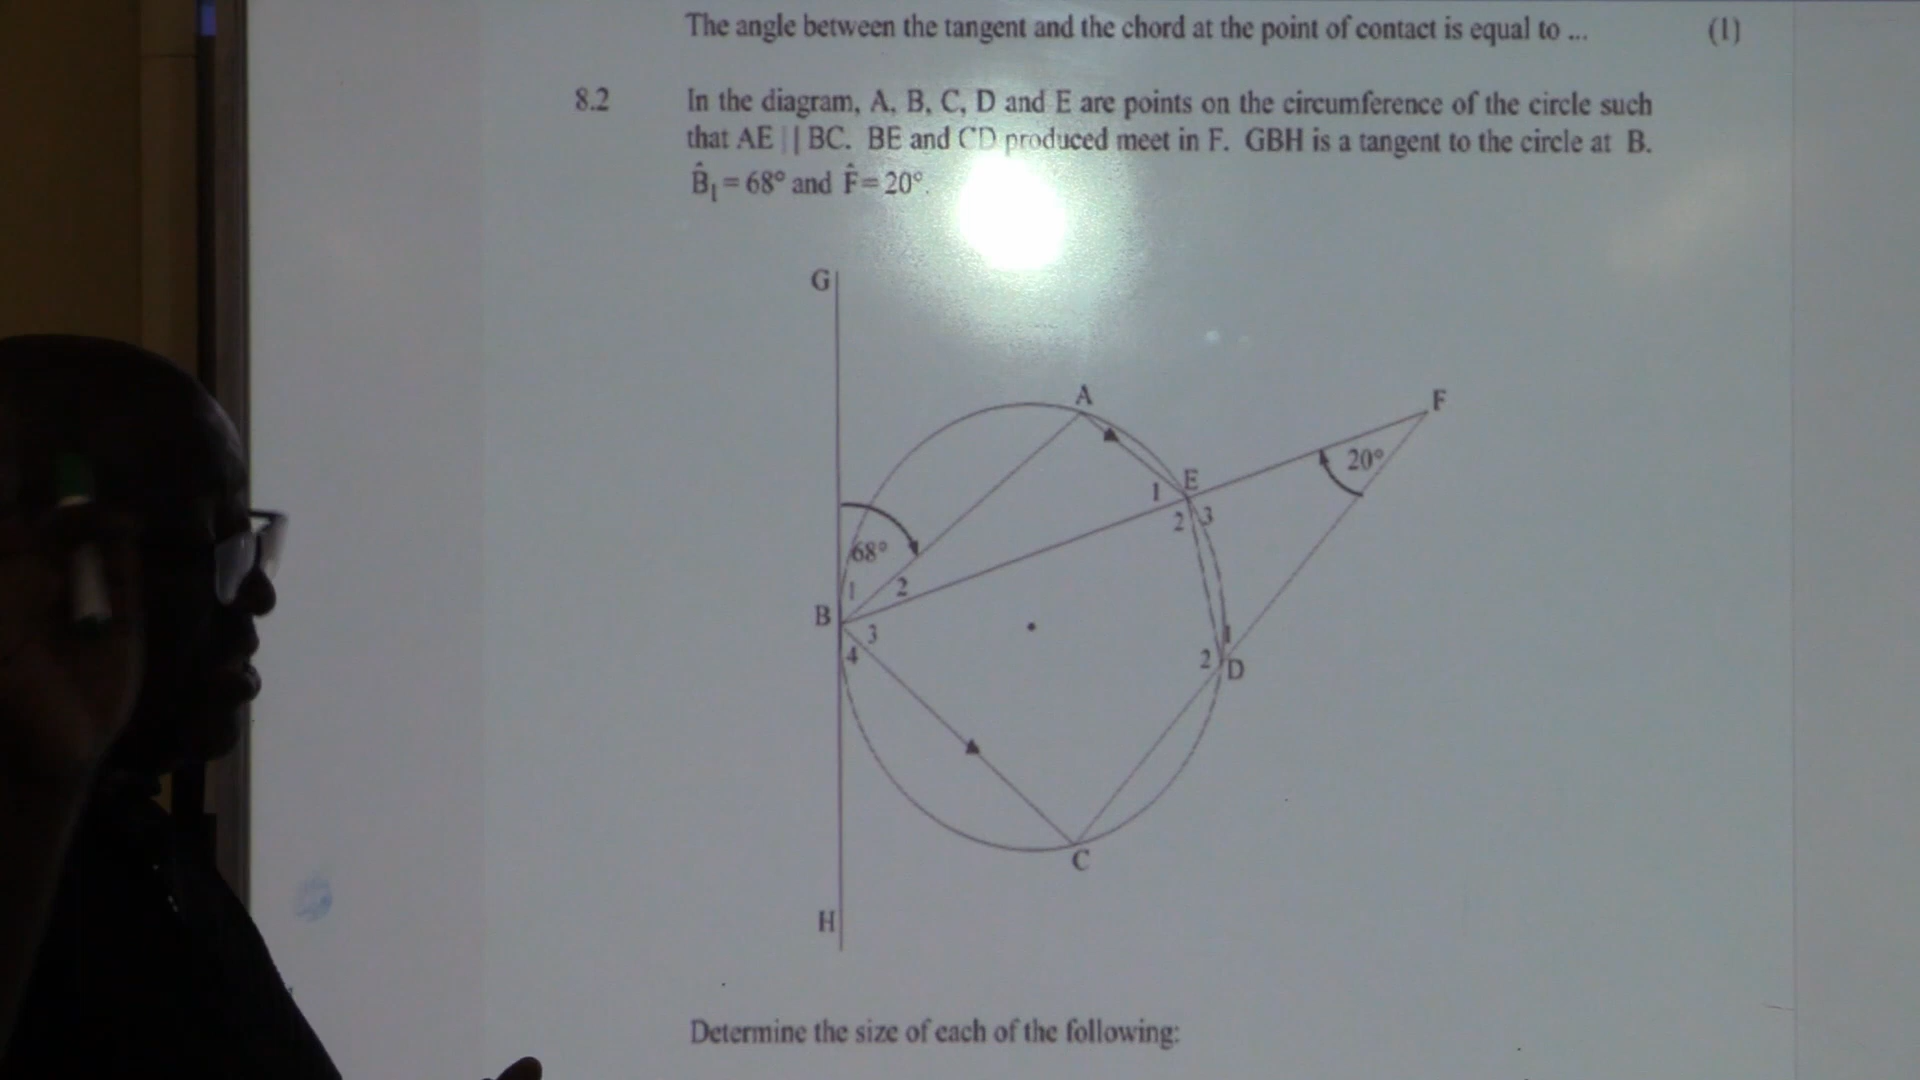 The angle between the tangent and the chord at the point of contact is equal to ... (1)
8.2 In the diagram, A, B, C, D and E are points on the circumference of the circle such
that AE || BC. BE and CD produced meet in F. GBH is a tangent to the circle at B.
B̂₁ = 68° and F̂ = 20°.
G
A
F
20°
E
1
2 3
68°
1 2
B
3
4
1
2 D
C
H
Determine the size of each of the following: